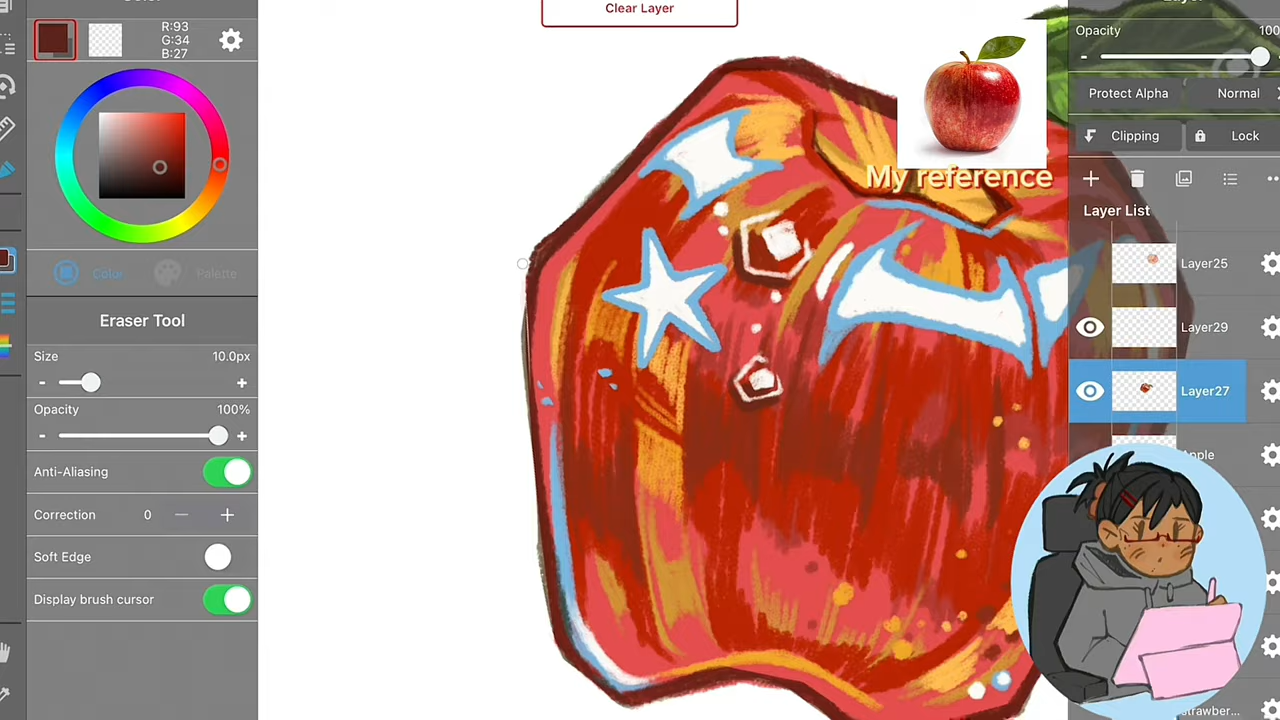 Clear Layer
R:93
G:34
B:27
Color
Palette
Eraser Tool
Size
10.0px
Opacity
100%
Anti-Aliasing
Correction
0
Soft Edge
Display brush cursor
My reference
Opacity
100
Protect Alpha
Normal
Clipping
Lock
Layer List
Layer25
Layer29
Layer27
Apple